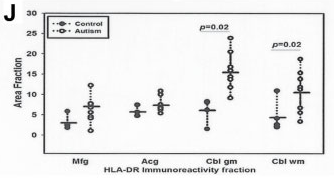 J
Control
Autism
p=0.02
p=0.02
Area Fraction
30
25
20
15
10
5
0
Mfg Acg Cbl gm Cbl wm
HLA-DR Immunoreactivity fraction